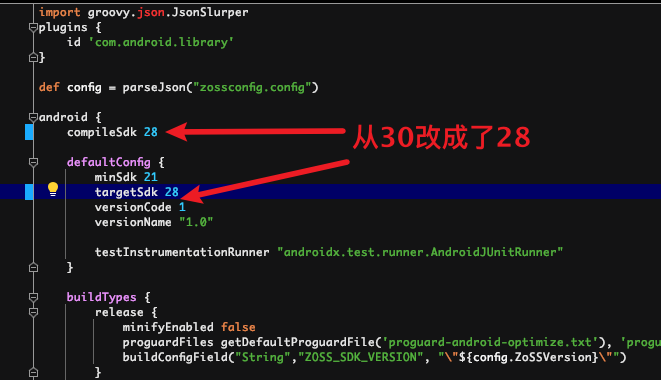 import groovy.json.JsonSlurper
plugins {
id 'com.android.library'
}
def config = parseJson("zossconfig.config")
android {
compileSdk 28
从30改成了28
defaultConfig {
minSdk 21
targetSdk 28
versionCode 1
versionName "1.0"
testInstrumentationRunner "androidx.test.runner.AndroidJUnitRunner"
}
buildTypes {
release {
minifyEnabled false
proguardFiles getDefaultProguardFile('proguard-android-optimize.txt'), 'prog
buildConfigField("String","ZOSS_SDK_VERSION", "\"${config.ZoSSVersion}\"")
}